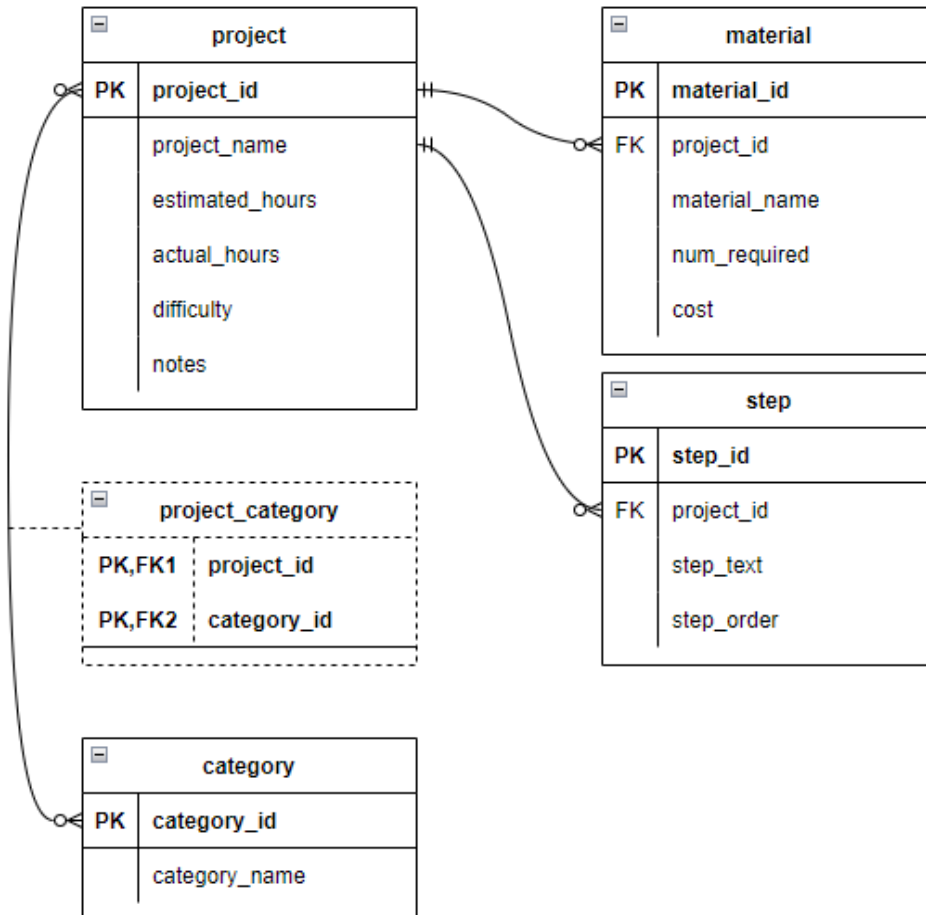 project
PK project_id
project_name
estimated_hours
actual_hours
difficulty
notes
material
PK material_id
FK project_id
material_name
num_required
cost
step
PK step_id
FK project_id
step_text
step_order
project_category
PK,FK1 project_id
PK,FK2 category_id
category
PK category_id
category_name